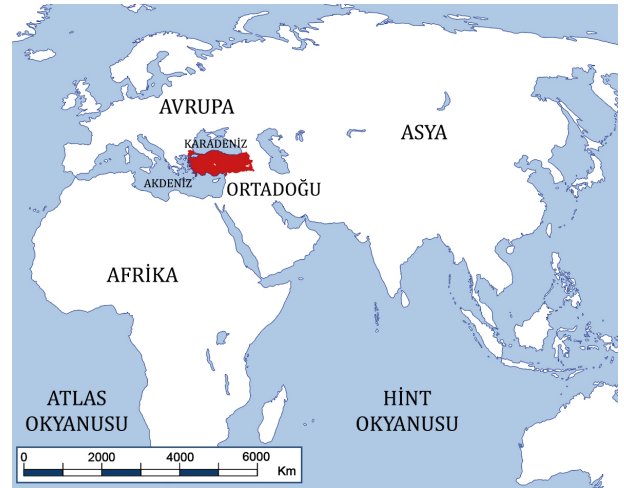 AVRUPA
ASYA
KARADENİZ
AKDENİZ
ORTADOĞU
AFRİKA
ATLAS
OKYANUSU
HİNT
OKYANUSU
0 2000 4000 6000
Km